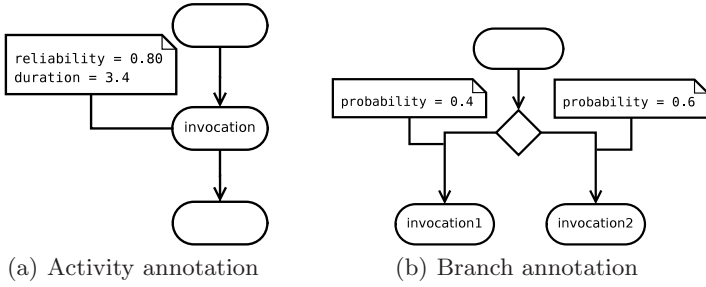 reliability = 0.80
duration = 3.4
invocation
(a) Activity annotation
probability = 0.4
probability = 0.6
invocation1
invocation2
(b) Branch annotation